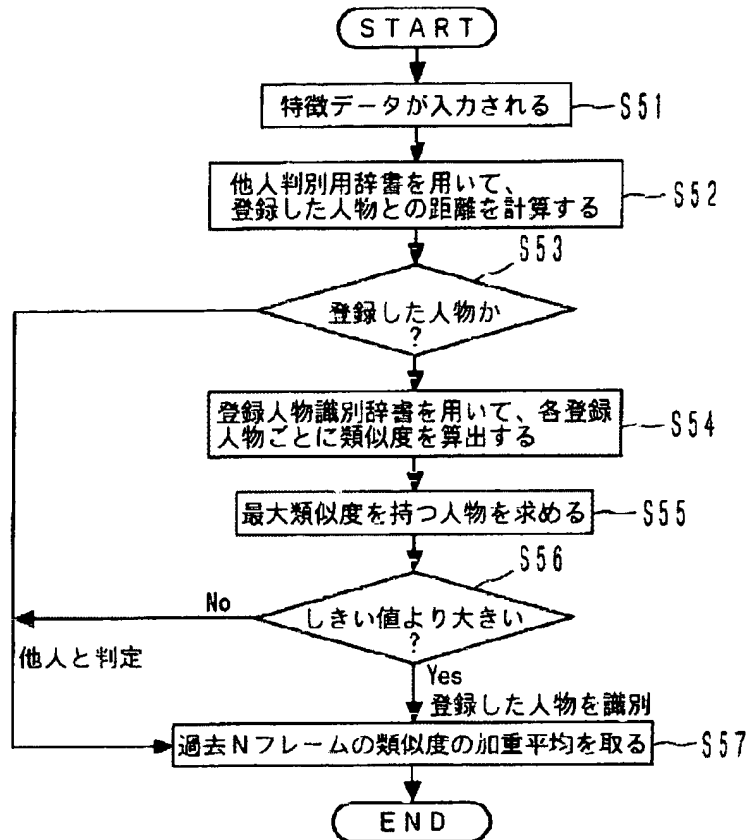 START
特徴データが入力される
S51
他人判別用辞書を用いて、
登録した人物との距離を計算する
S52
S53
登録した人物か
?
登録人物識別辞書を用いて、各登録
人物ごとに類似度を算出する
S54
最大類似度を持つ人物を求める
S55
S56
No
しきい値より大きい
?
他人と判定
Yes
登録した人物を識別
過去Nフレームの類似度の加重平均を取る
S57
END